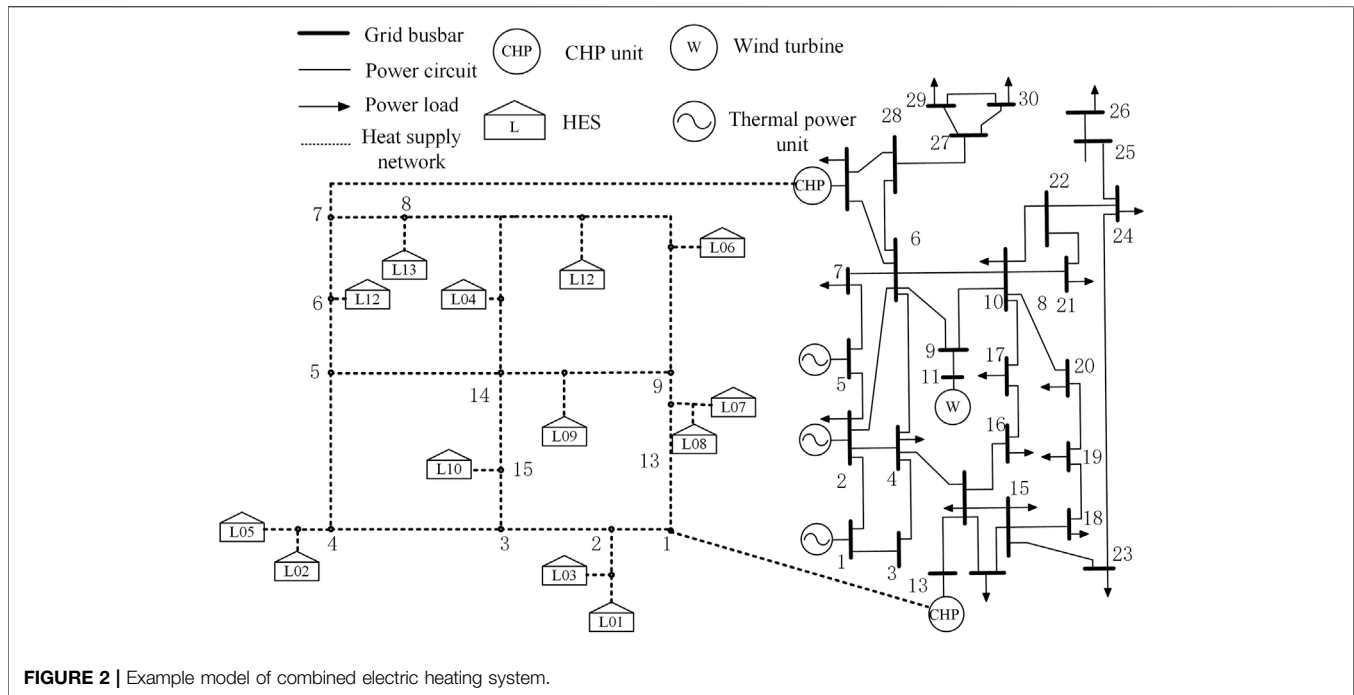 Grid busbar
CHP
CHP unit
W
Wind turbine
Power circuit
Power load
L
HES
Thermal power
unit
Heat supply
network
29
30
28
27
26
25
CHP
22
24
7
8
L13
L06
L12
6
L12
L04
6
7
10
8
21
5
14
9
L09
L07
L08
13
L10
15
L05
L02
4
3
2
1
L03
L01
9
11
W
17
20
5
2
4
16
19
15
18
1
3
13
23
CHP
FIGURE 2 | Example model of combined electric heating system.